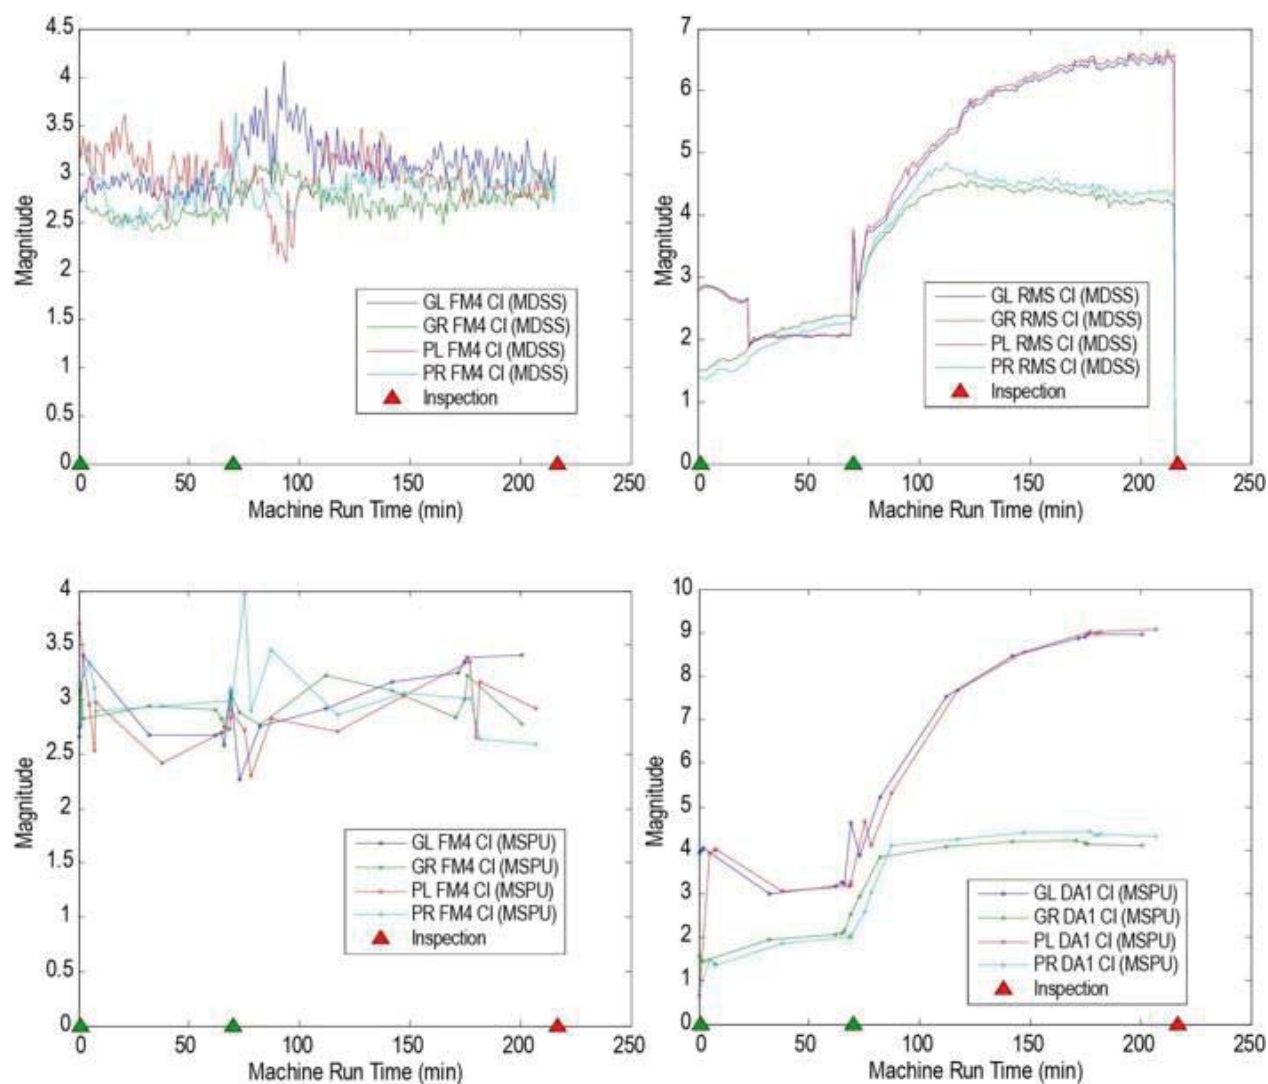 4.5
4
3.5
3
2.5
2
1.5
1
0.5
0
Magnitude
GL FM4 CI (MDSS)
GR FM4 CI (MDSS)
PL FM4 CI (MDSS)
PR FM4 CI (MDSS)
Inspection
0 50 100 150 200 250
Machine Run Time (min)
7
6
5
4
3
2
1
0
Magnitude
GL RMS CI (MDSS)
GR RMS CI (MDSS)
PL RMS CI (MDSS)
PR RMS CI (MDSS)
Inspection
0 50 100 150 200 250
Machine Run Time (min)
4
3.5
3
2.5
2
1.5
1
0.5
0
Magnitude
GL FM4 CI (MSPU)
GR FM4 CI (MSPU)
PL FM4 CI (MSPU)
PR FM4 CI (MSPU)
Inspection
0 50 100 150 200 250
Machine Run Time (min)
10
9
8
7
6
5
4
3
2
1
0
Magnitude
GL DA1 CI (MSPU)
GR DA1 CI (MSPU)
PL DA1 CI (MSPU)
PR DA1 CI (MSPU)
Inspection
0 50 100 150 200 250
Machine Run Time (min)